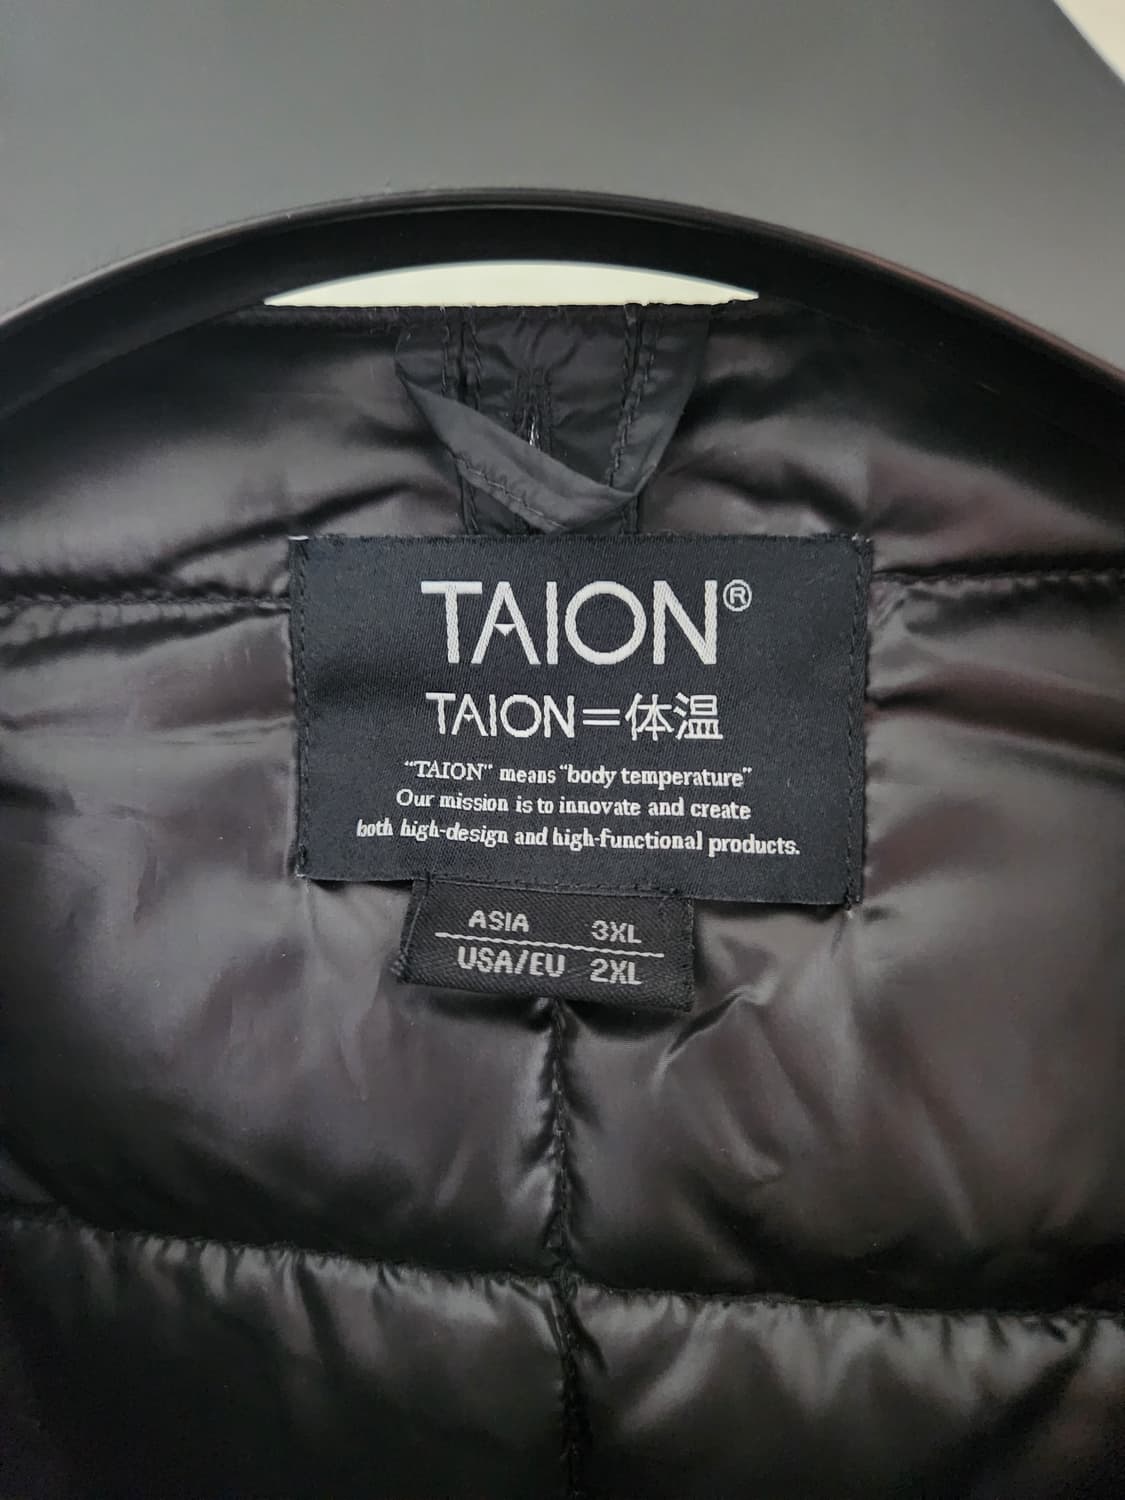 TAION®
TAION=体温
"TAION" means "body temperature"
Our mission is to innovate and create
both high-design and high-functional products.
ASIA 3XL
USA/EU 2XL